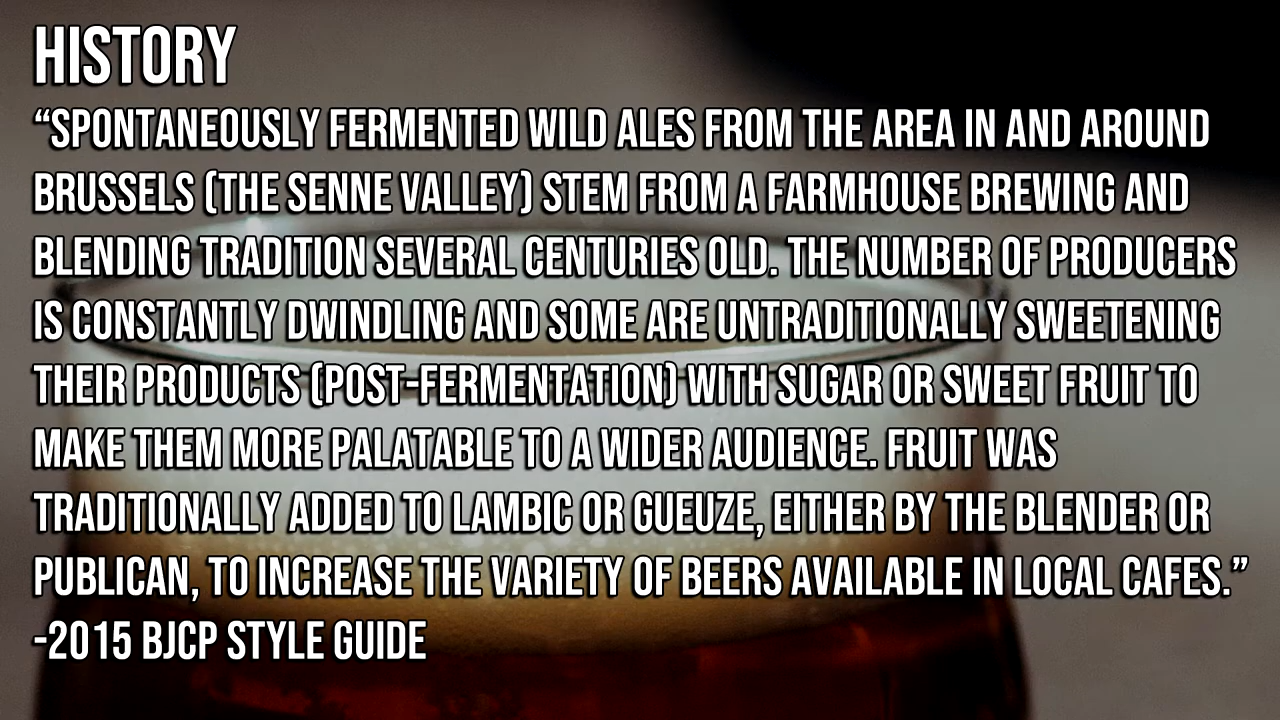 HISTORY
“SPONTANEOUSLY FERMENTED WILD ALES FROM THE AREA IN AND AROUND
BRUSSELS (THE SENNE VALLEY) STEM FROM A FARMHOUSE BREWING AND
BLENDING TRADITION SEVERAL CENTURIES OLD. THE NUMBER OF PRODUCERS
IS CONSTANTLY DWINDLING AND SOME ARE UNTRADITIONALLY SWEETENING
THEIR PRODUCTS (POST-FERMENTATION) WITH SUGAR OR SWEET FRUIT TO
MAKE THEM MORE PALATABLE TO A WIDER AUDIENCE. FRUIT WAS
TRADITIONALLY ADDED TO LAMBIC OR GUEUZE, EITHER BY THE BLENDER OR
PUBLICAN, TO INCREASE THE VARIETY OF BEERS AVAILABLE IN LOCAL CAFES.”
-2015 BJCP STYLE GUIDE